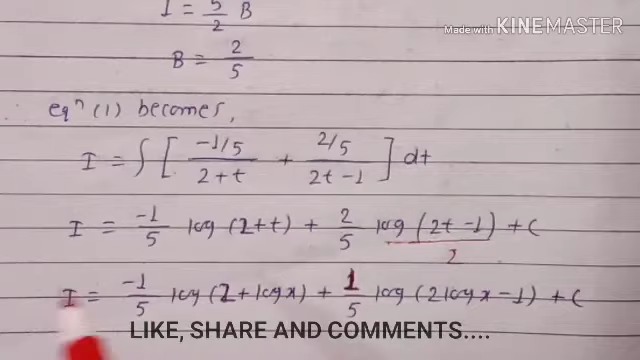 1 = 5/2 B
Made with KINEMASTER
B = 2/5
eqⁿ (1) becomes,
I = ∫ [ -1/5 / 2+t + 2/5 / 2t-1 ] dt
I = -1/5 log (2+t) + 2/5 log (2t-1)/2 + C
I = -1/5 log (2+logx) + 1/5 log (2logx-1) + C
LIKE, SHARE AND COMMENTS....